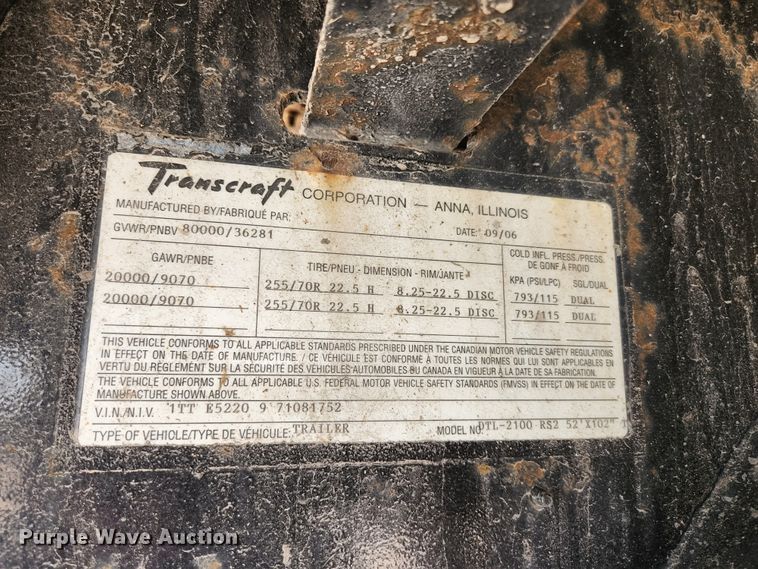 Transcraft CORPORATION — ANNA, ILLINOIS
MANUFACTURED BY/FABRIQUÉ PAR:
GVWR/PNBV 80000/36281 DATE: 09/06
GAWR/PNBE TIRE/PNEU - DIMENSION - RIM/JANTE COLD INFL. PRESS./PRESS.
DE GONF À FROID
KPA (PSI/LPC) SGL/DUAL
20000/9070 255/70R 22.5 H 8.25-22.5 DISC 793/115 DUAL
20000/9070 255/70R 22.5 H 8.25-22.5 DISC 793/115 DUAL
THIS VEHICLE CONFORMS TO ALL APPLICABLE STANDARDS PRESCRIBED UNDER THE CANADIAN MOTOR VEHICLE SAFETY REGULATIONS
IN EFFECT ON THE DATE OF MANUFACTURE. / CE VÉHICULE EST CONFORME À TOUTES LES NORMES QUI LUI SONT APPLICABLES EN
VERTU DU RÉGLEMENT SUR LA SÉCURITÉ DES VÉHICULES AUTOMOBILES DU CANADA EN VIGUEUR À LA DATE DE SA FABRICATION.
THE VEHICLE CONFORMS TO ALL APPLICABLE U.S. FEDERAL MOTOR VEHICLE SAFETY STANDARDS (FMVSS) IN EFFECT ON THE DATE OF
MANUFACTURE SHOWN ABOVE.
V.I.N./N.I.V. 1TT E5220 9 71081752
TYPE OF VEHICLE/TYPE DE VÉHICULE: TRAILER MODEL NO. DTL-2100 RS2 52'X102" T
Purple Wave Auction